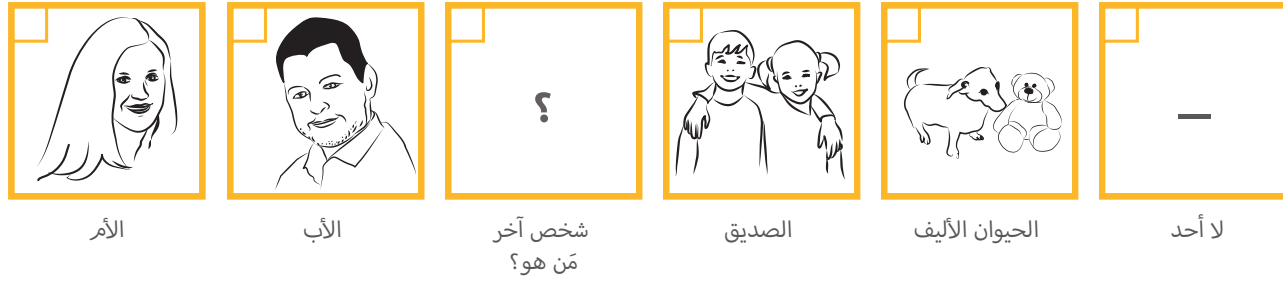 ؟
–
لا أحد
الحيوان الأليف
الصديق
شخص آخر
مَن هو؟
الأب
الأم